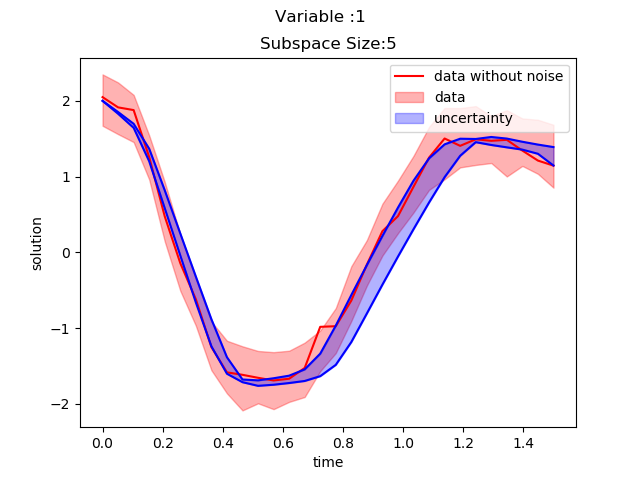 Variable :1
Subspace Size:5
data without noise
data
uncertainty
solution
2
1
0
−1
−2
0.0 0.2 0.4 0.6 0.8 1.0 1.2 1.4
time